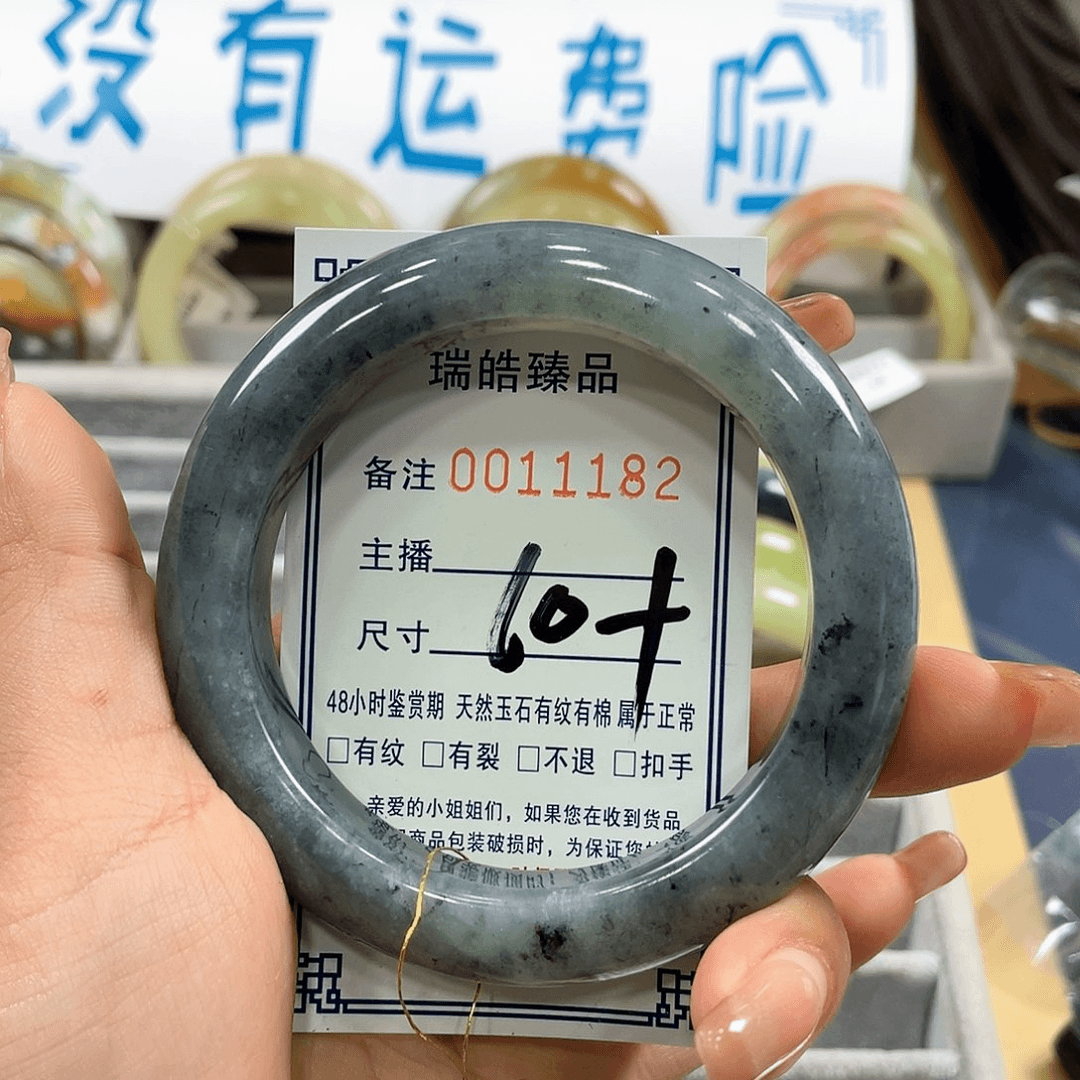 没有运费险
瑞皓臻品
备注 0011182
主播
尺寸
60+
48小时鉴赏期 天然玉石有纹有棉属于正常
□有纹 □有裂 □不退 □扣手
亲爱的小姐姐们，如果您在收到货品
商品包装破损时，为保证您